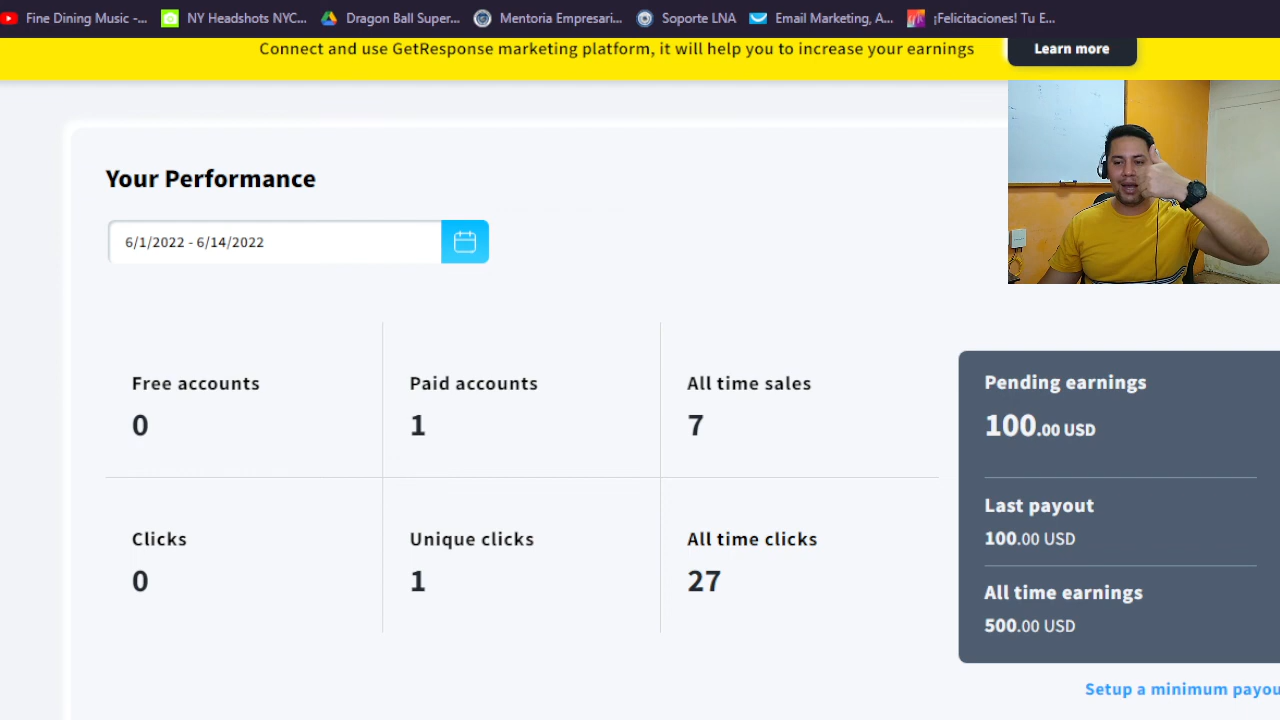 Fine Dining Music -... NY Headshots NYC... Dragon Ball Super... Mentoria Empresari... Soporte LNA Email Marketing, A... ¡Felicitaciones! Tu E...
Connect and use GetResponse marketing platform, it will help you to increase your earnings Learn more
Your Performance
6/1/2022 - 6/14/2022
Free accounts Paid accounts All time sales Pending earnings
0 1 7 100.00 USD
Last payout
100.00 USD
Clicks Unique clicks All time clicks
0 1 27
All time earnings
500.00 USD
Setup a minimum payou